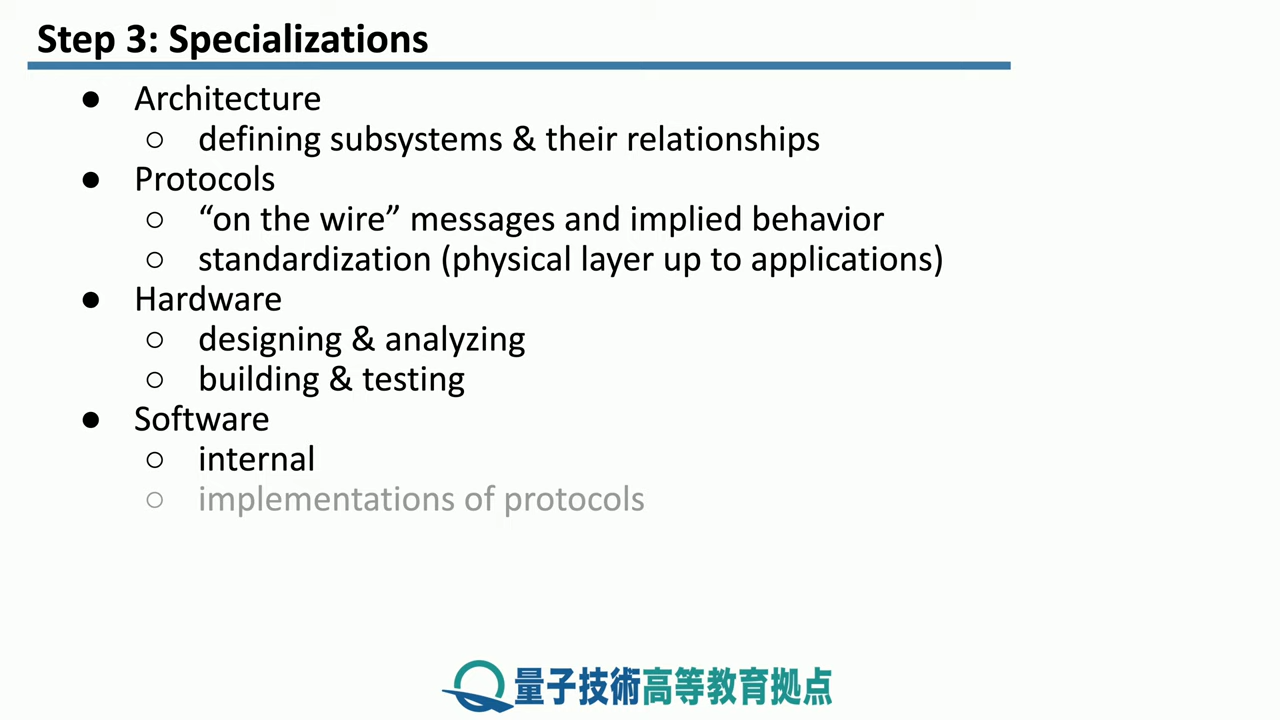 Step 3: Specializations
● Architecture
○ defining subsystems & their relationships
● Protocols
○ “on the wire” messages and implied behavior
○ standardization (physical layer up to applications)
● Hardware
○ designing & analyzing
○ building & testing
● Software
○ internal
○ implementations of protocols
量子技術高等教育拠点